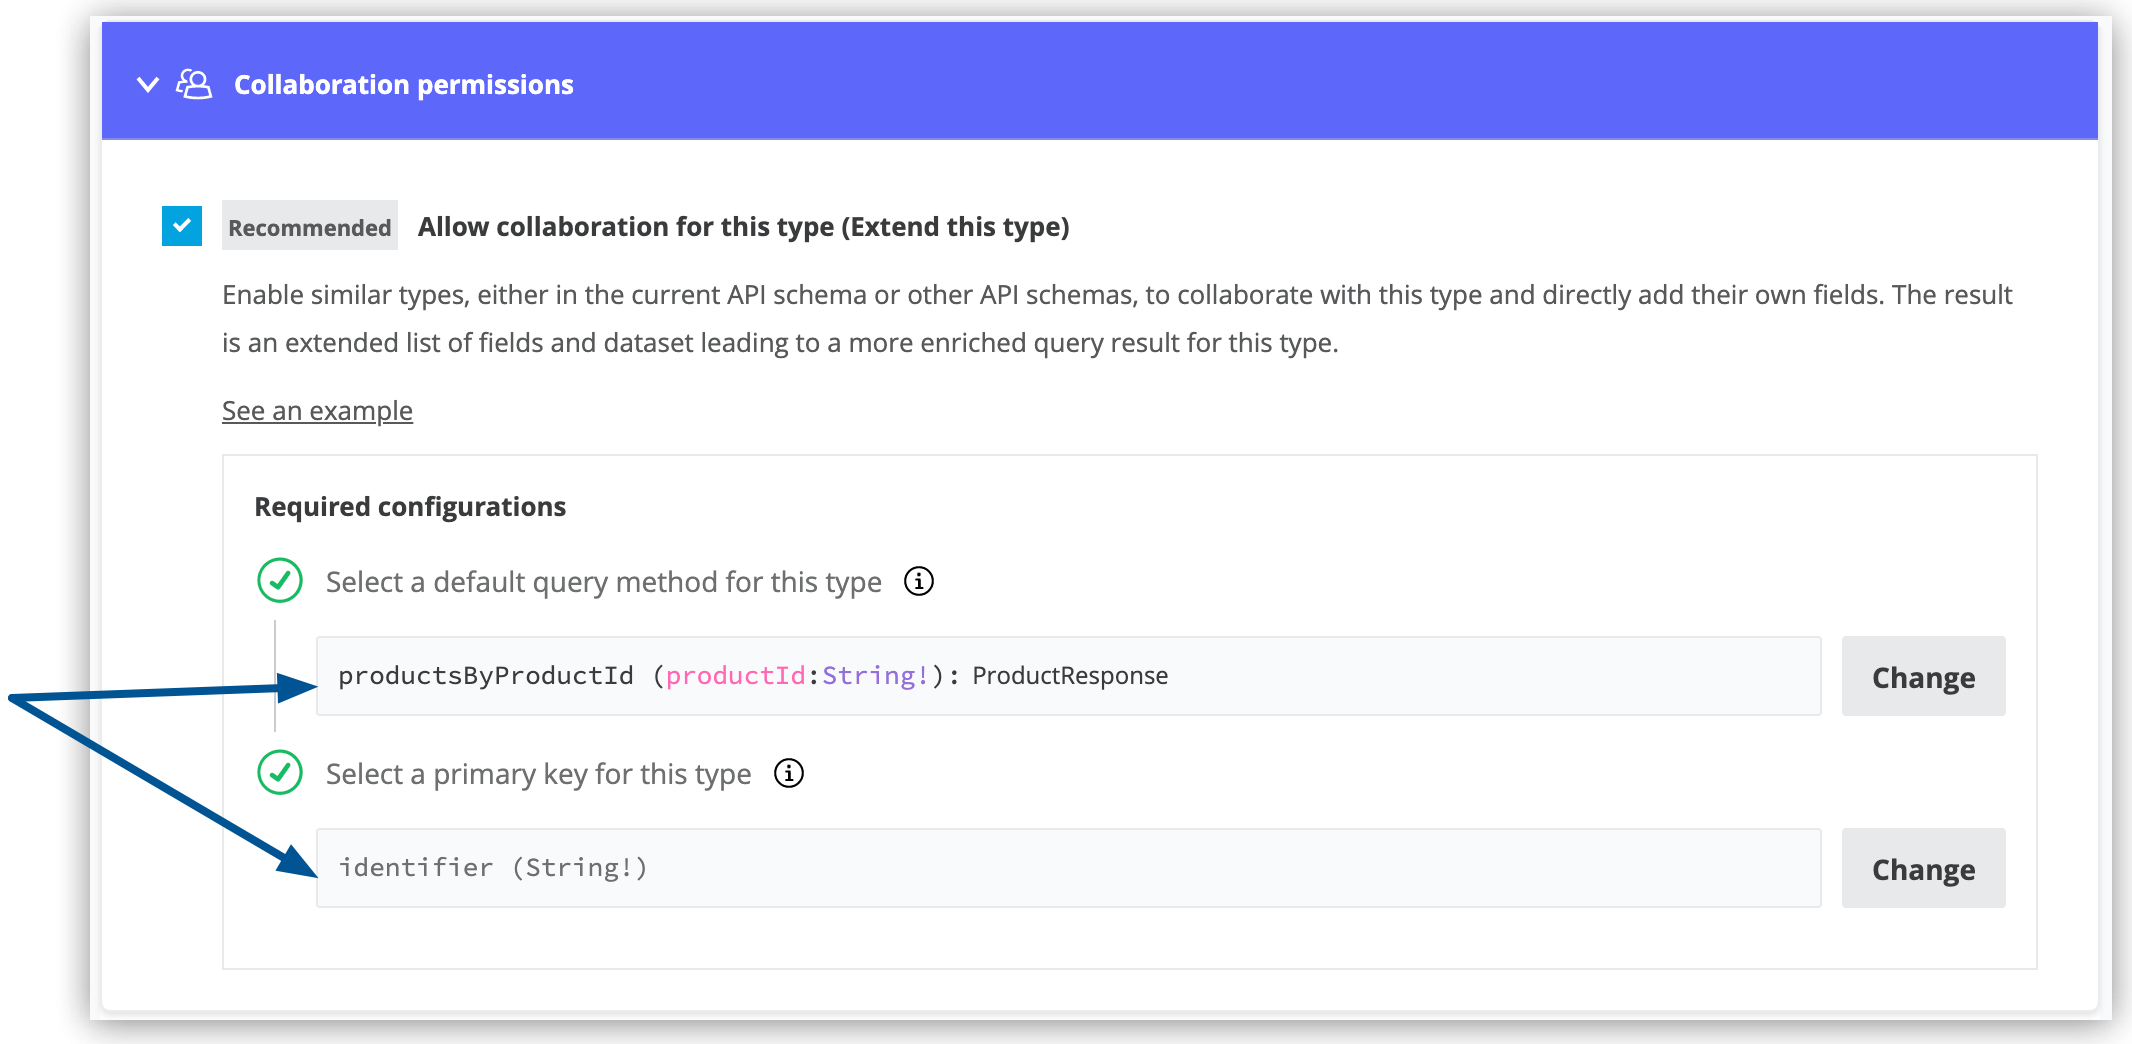 Collaboration permissions
Recommended Allow collaboration for this type (Extend this type)
Enable similar types, either in the current API schema or other API schemas, to collaborate with this type and directly add their own fields. The result
is an extended list of fields and dataset leading to a more enriched query result for this type.
See an example
Required configurations
Select a default query method for this type
productsByProductId (productId:String!): ProductResponse Change
Select a primary key for this type
identifier (String!) Change